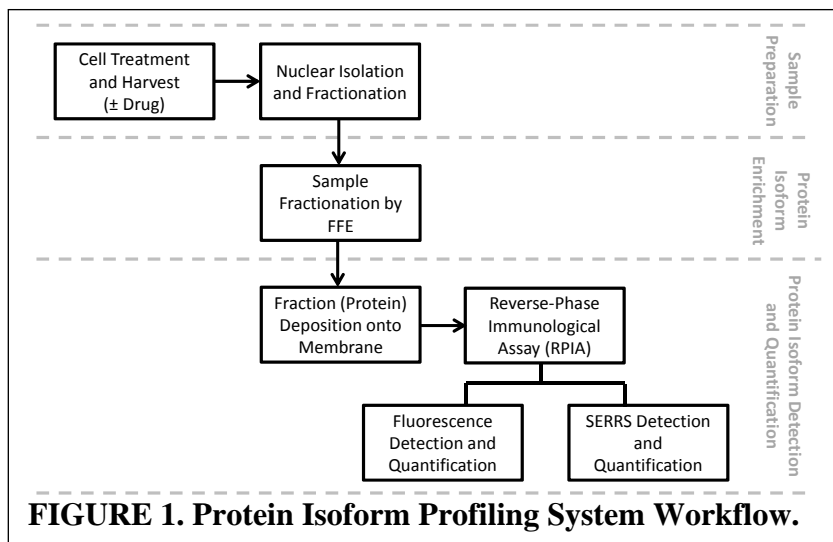 Cell Treatment
and Harvest
(± Drug)
Nuclear Isolation
and Fractionation
Sample
Preparation
Sample
Fractionation by
FFE
Protein
Isoform
Enrichment
Fraction (Protein)
Deposition onto
Membrane
Reverse-Phase
Immunological
Assay (RPIA)
Fluorescence
Detection and
Quantification
SERRS Detection
and
Quantification
Protein Isoform Detection
and Quantification
FIGURE 1. Protein Isoform Profiling System Workflow.